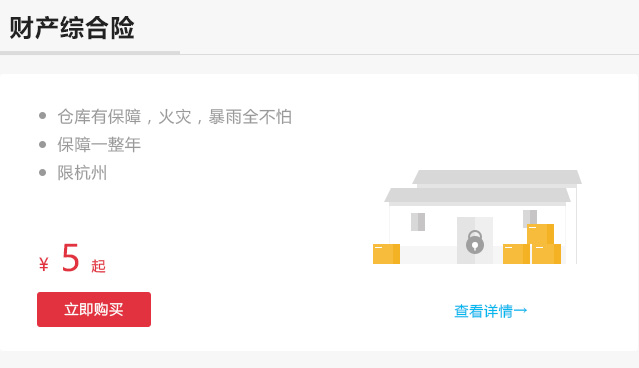 财产综合险
仓库有保障，火灾，暴雨全不怕
保障一整年
限杭州
¥ 5 起
立即购买
查看详情→